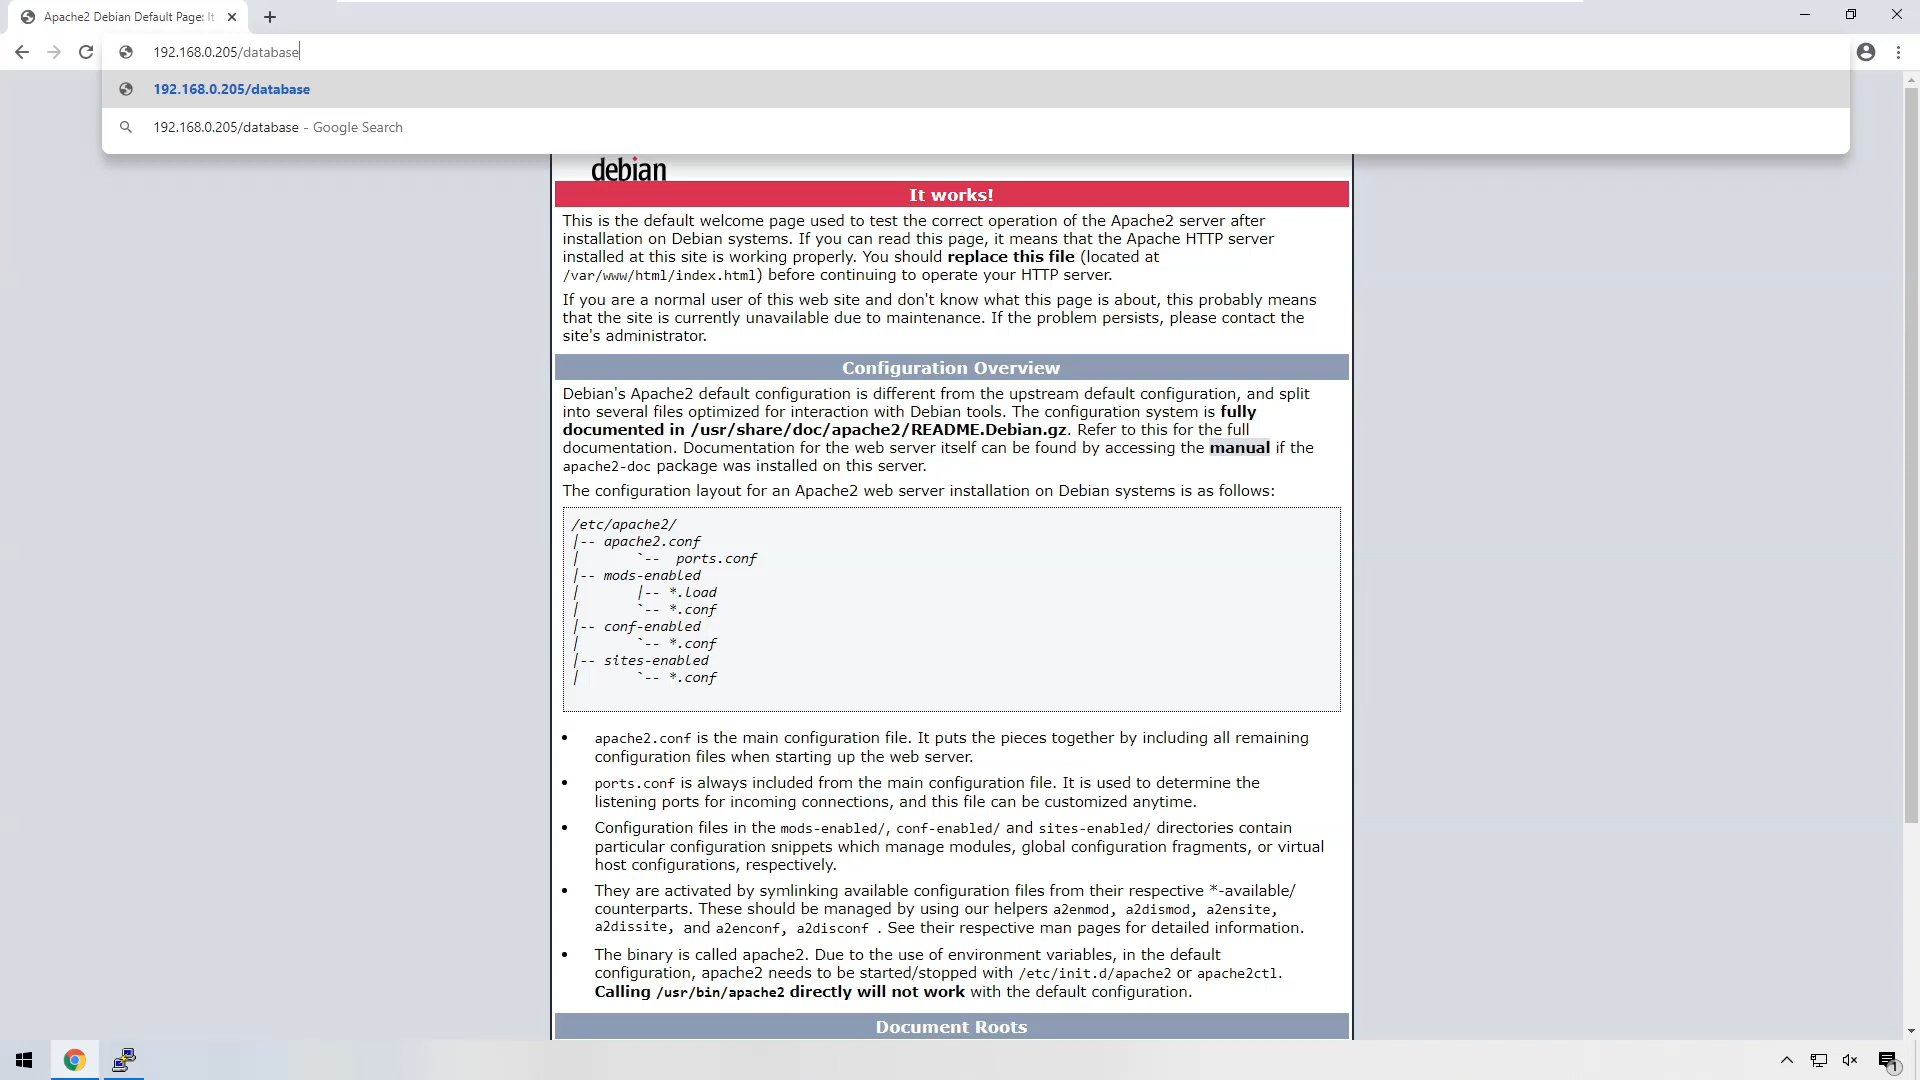 Apache2 Debian Default Page: It
192.168.0.205/database
192.168.0.205/database
192.168.0.205/database - Google Search
debian
It works!
This is the default welcome page used to test the correct operation of the Apache2 server after
installation on Debian systems. If you can read this page, it means that the Apache HTTP server
installed at this site is working properly. You should replace this file (located at
/var/www/html/index.html) before continuing to operate your HTTP server.
If you are a normal user of this web site and don't know what this page is about, this probably means
that the site is currently unavailable due to maintenance. If the problem persists, please contact the
site's administrator.
Configuration Overview
Debian's Apache2 default configuration is different from the upstream default configuration, and split
into several files optimized for interaction with Debian tools. The configuration system is fully
documented in /usr/share/doc/apache2/README.Debian.gz. Refer to this for the full
documentation. Documentation for the web server itself can be found by accessing the manual if the
apache2-doc package was installed on this server.
The configuration layout for an Apache2 web server installation on Debian systems is as follows:
/etc/apache2/
|-- apache2.conf
|       `--  ports.conf
|-- mods-enabled
|       |-- *.load
|       `-- *.conf
|-- conf-enabled
|       `-- *.conf
|-- sites-enabled
|       `-- *.conf
• apache2.conf is the main configuration file. It puts the pieces together by including all remaining
configuration files when starting up the web server.
• ports.conf is always included from the main configuration file. It is used to determine the
listening ports for incoming connections, and this file can be customized anytime.
• Configuration files in the mods-enabled/, conf-enabled/ and sites-enabled/ directories contain
particular configuration snippets which manage modules, global configuration fragments, or virtual
host configurations, respectively.
• They are activated by symlinking available configuration files from their respective *-available/
counterparts. These should be managed by using our helpers a2enmod, a2dismod, a2ensite,
a2dissite, and a2enconf, a2disconf . See their respective man pages for detailed information.
• The binary is called apache2. Due to the use of environment variables, in the default
configuration, apache2 needs to be started/stopped with /etc/init.d/apache2 or apache2ctl.
Calling /usr/bin/apache2 directly will not work with the default configuration.
Document Roots
1